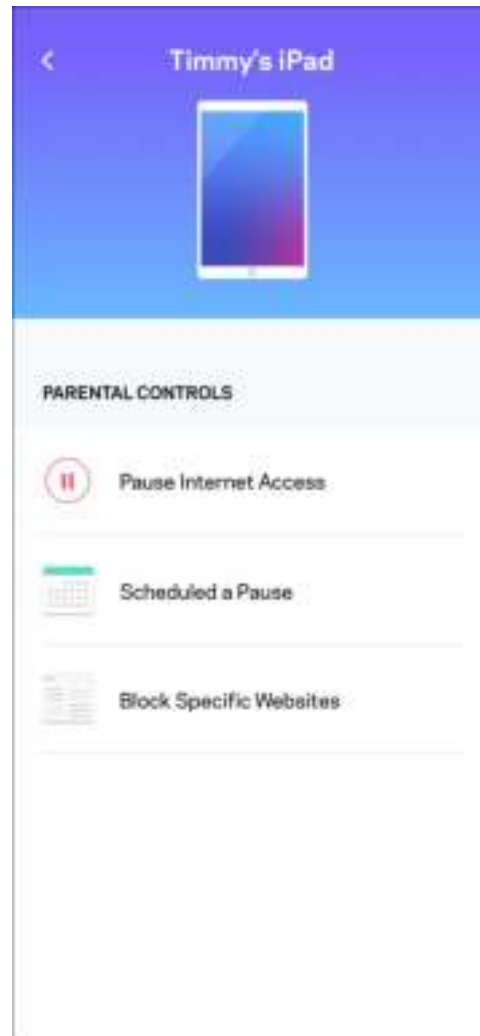 Timmy's iPad
PARENTAL CONTROLS
Pause Internet Access
Scheduled a Pause
Block Specific Websites